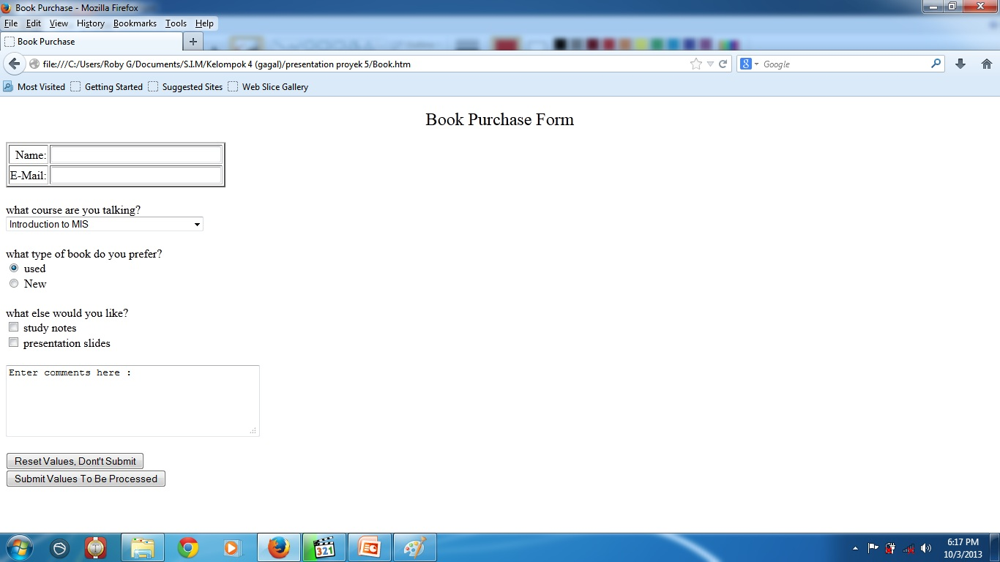 Book Purchase - Mozilla Firefox
File Edit View History Bookmarks Tools Help
Book Purchase
file:///C:/Users/Roby G/Documents/S.I.M/Kelompok 4 (gagal)/presentation proyek 5/Book.htm
Google
Most Visited Getting Started Suggested Sites Web Slice Gallery
Book Purchase Form
Name:
E-Mail:
what course are you talking?
Introduction to MIS
what type of book do you prefer?
used
New
what else would you like?
study notes
presentation slides
Enter comments here :
Reset Values, Don't Submit
Submit Values To Be Processed
321
6:17 PM
10/3/2013